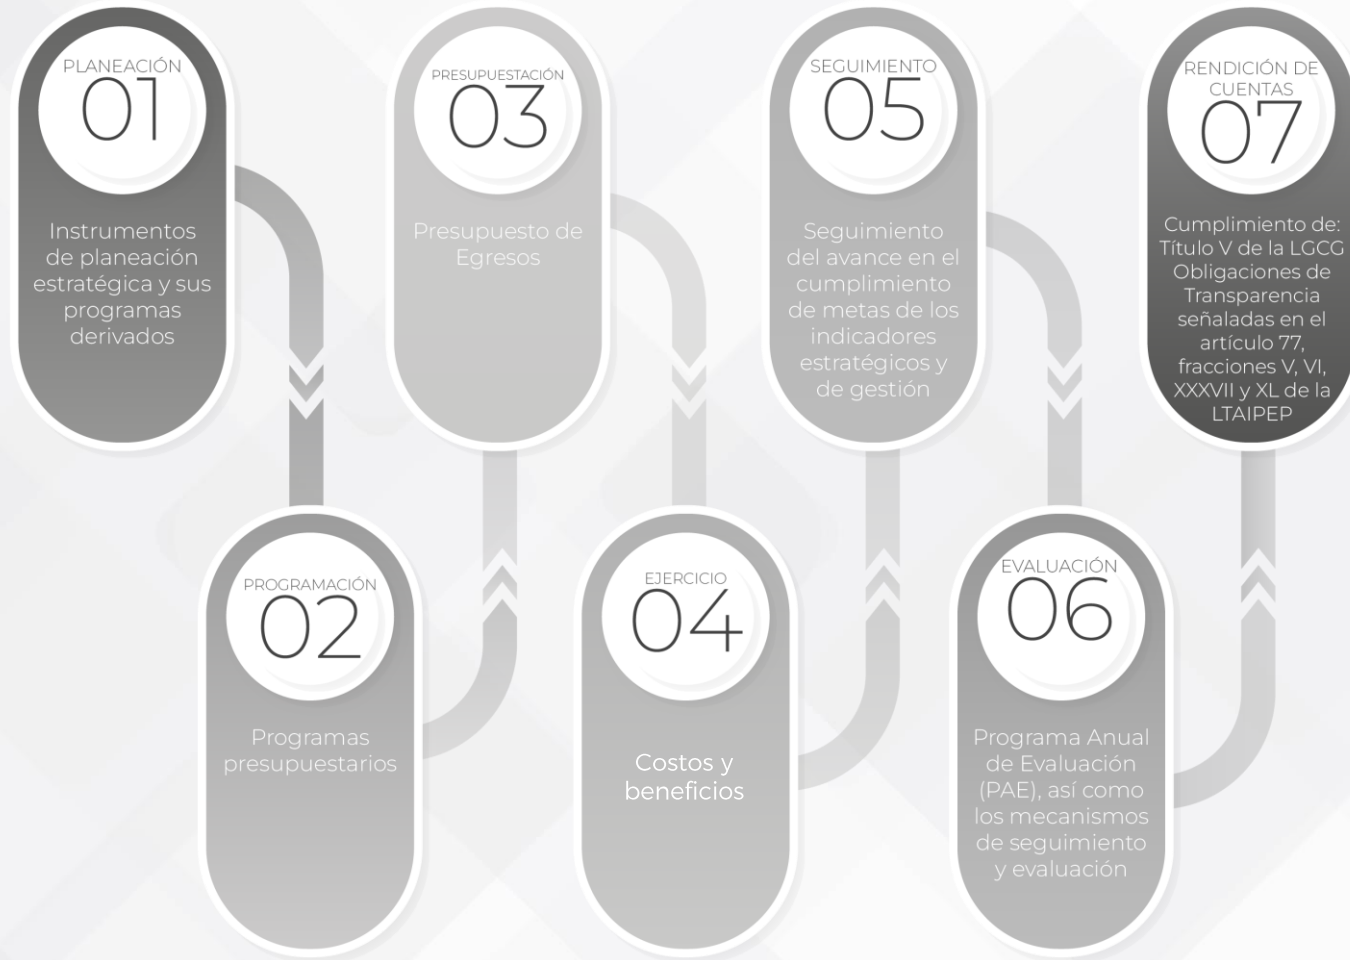 PLANEACIÓN
01
Instrumentos
de planeación
estratégica y sus
programas
derivados
PROGRAMACIÓN
02
Programas
presupuestarios
PRESUPUESTACIÓN
03
Presupuesto de
Egresos
EJERCICIO
04
Costos y
beneficios
SEGUIMIENTO
05
Seguimiento
del avance en el
cumplimiento
de metas de los
indicadores
estratégicos y
de gestión
EVALUACIÓN
06
Programa Anual
de Evaluación
(PAE), así como
los mecanismos
de seguimiento
y evaluación
RENDICIÓN DE
CUENTAS
07
Cumplimiento de:
Título V de la LGCG
Obligaciones de
Transparencia
señaladas en el
artículo 77,
fracciones V, VI,
XXXVII y XL de la
LTAIPEP